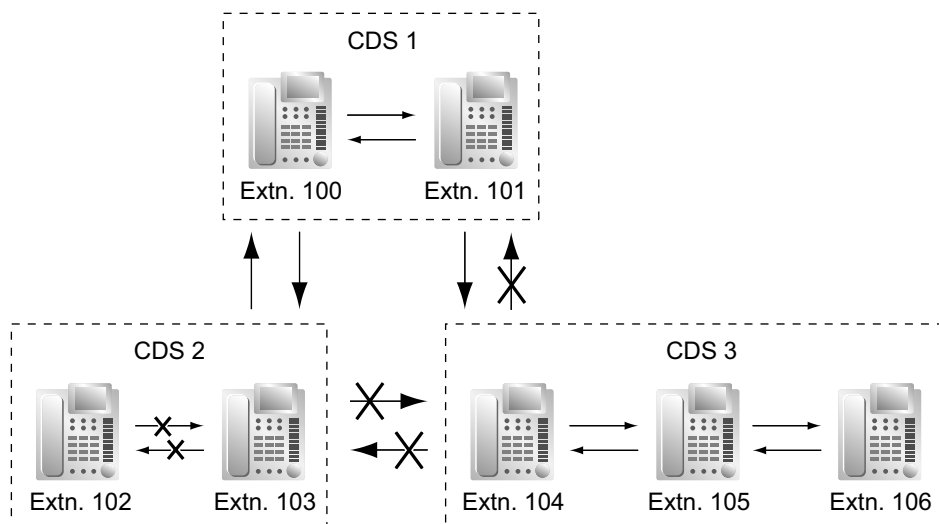 CDS 1
Extn. 100
Extn. 101
CDS 2
CDS 3
Extn. 102
Extn. 103
Extn. 104
Extn. 105
Extn. 106